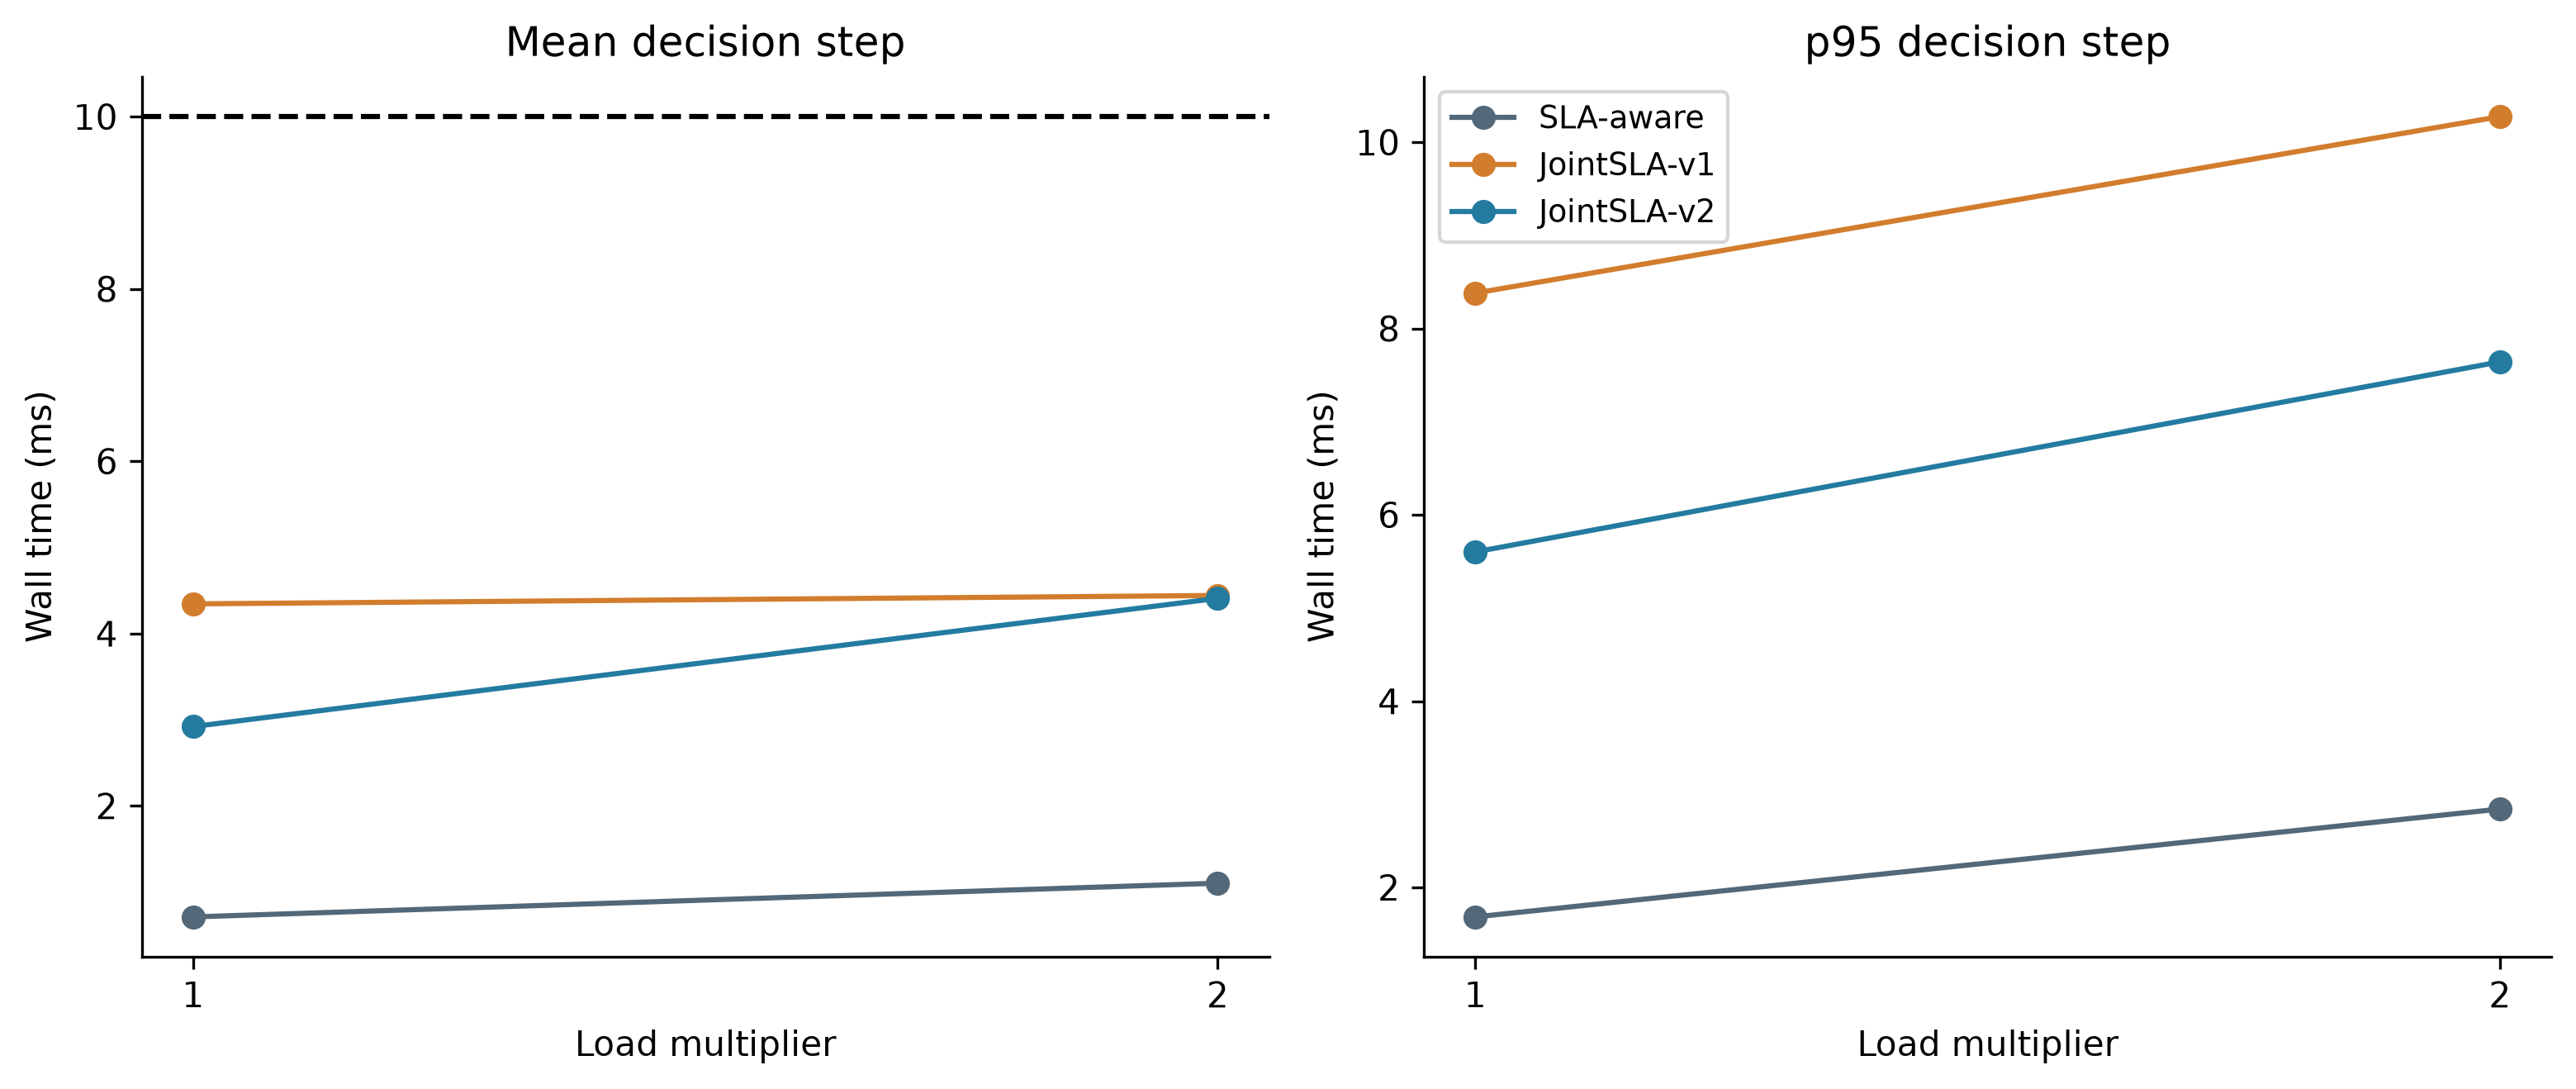 Mean decision step
10
8
6
4
2
Wall time (ms)
1
2
Load multiplier
p95 decision step
SLA-aware
JointSLA-v1
JointSLA-v2
10
8
6
4
2
Wall time (ms)
1
2
Load multiplier